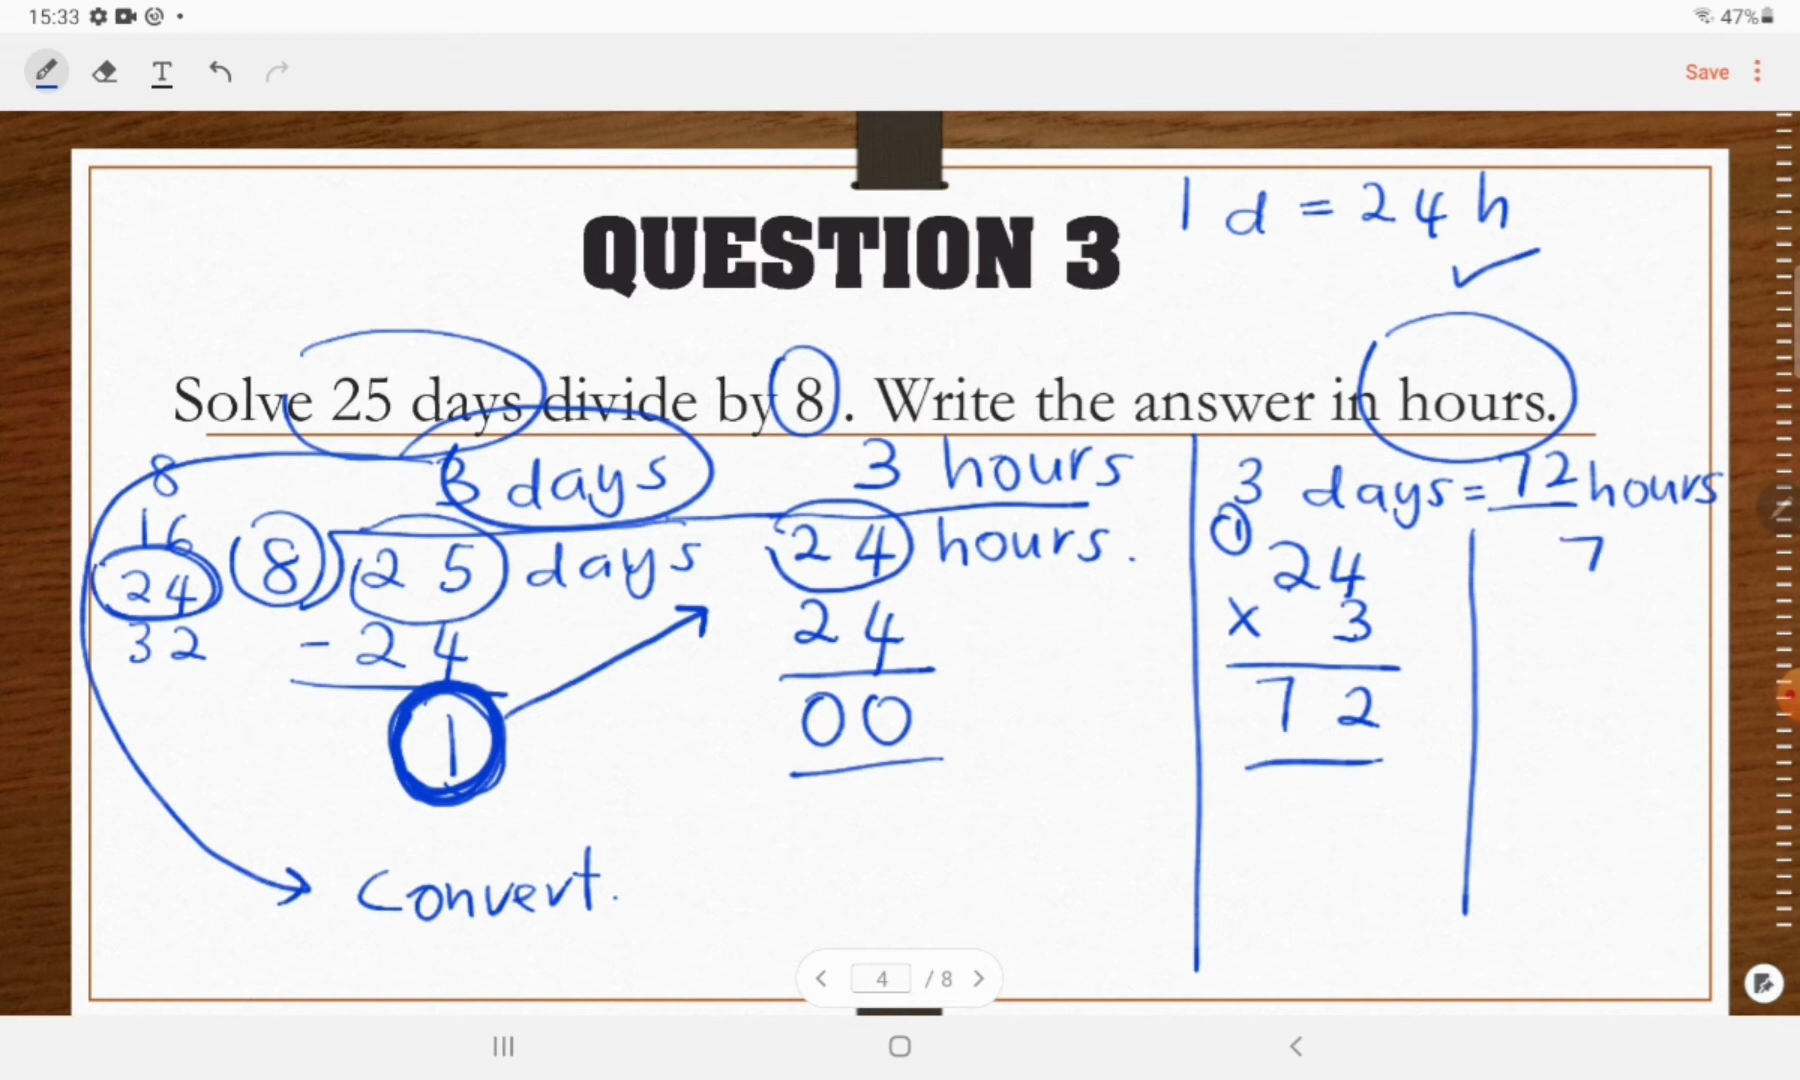 15:33
47%
T
Save
1 d = 24 h
QUESTION 3
Solve 25 days divide by 8. Write the answer in hours.
8
16
24
32
3 days 3 hours
8 25 days 24 hours.
- 24 24
1 00
Convert.
3 days = 72 hours
1
24
x 3
72
7
4 / 8